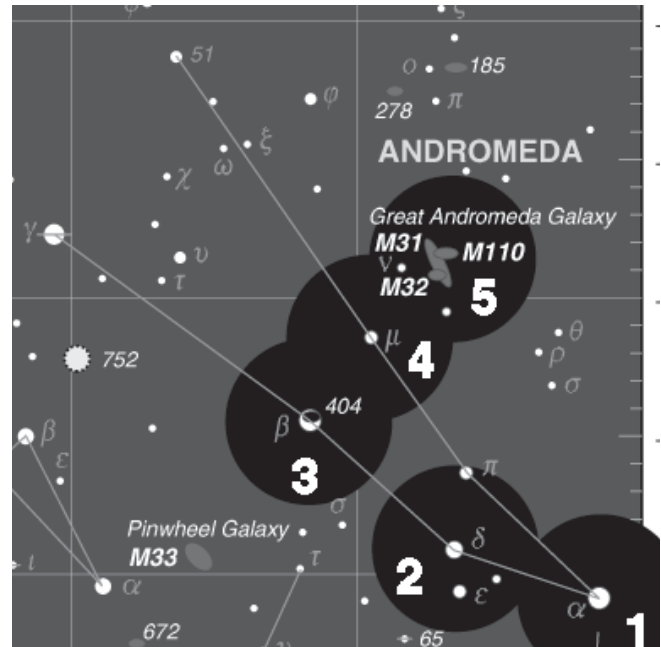 φ
ζ
51
ο
185
φ
π
278
ξ
ω
ANDROMEDA
χ
Great Andromeda Galaxy
γ
M31
M110
υ
ν
τ
M32
5
θ
μ
752
4
ρ
σ
404
β
β
ε
3
π
σ
Pinwheel Galaxy
δ
M33
τ
2
ι
α
ε
α
1
672
65
υ